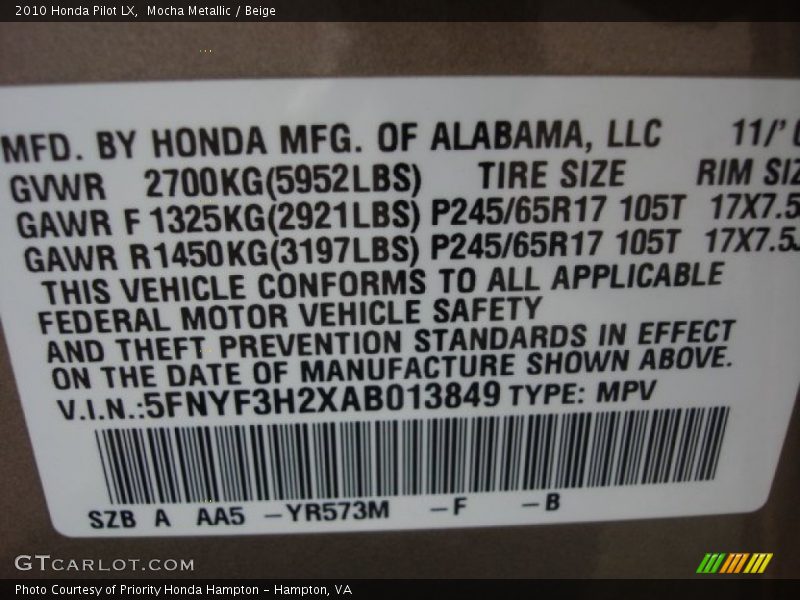 2010 Honda Pilot LX,  Mocha Metallic / Beige
MFD. BY HONDA MFG. OF ALABAMA, LLC 11/'
GVWR 2700KG(5952LBS) TIRE SIZE RIM SIZ
GAWR F 1325KG(2921LBS) P245/65R17 105T 17X7.5
GAWR R 1450KG(3197LBS) P245/65R17 105T 17X7.5J
THIS VEHICLE CONFORMS TO ALL APPLICABLE
FEDERAL MOTOR VEHICLE SAFETY
AND THEFT PREVENTION STANDARDS IN EFFECT
ON THE DATE OF MANUFACTURE SHOWN ABOVE.
V.I.N.:5FNYF3H2XAB013849 TYPE: MPV
SZB A AA5 –YR573M –F –B
GTCARLOT.COM
Photo Courtesy of Priority Honda Hampton – Hampton, VA